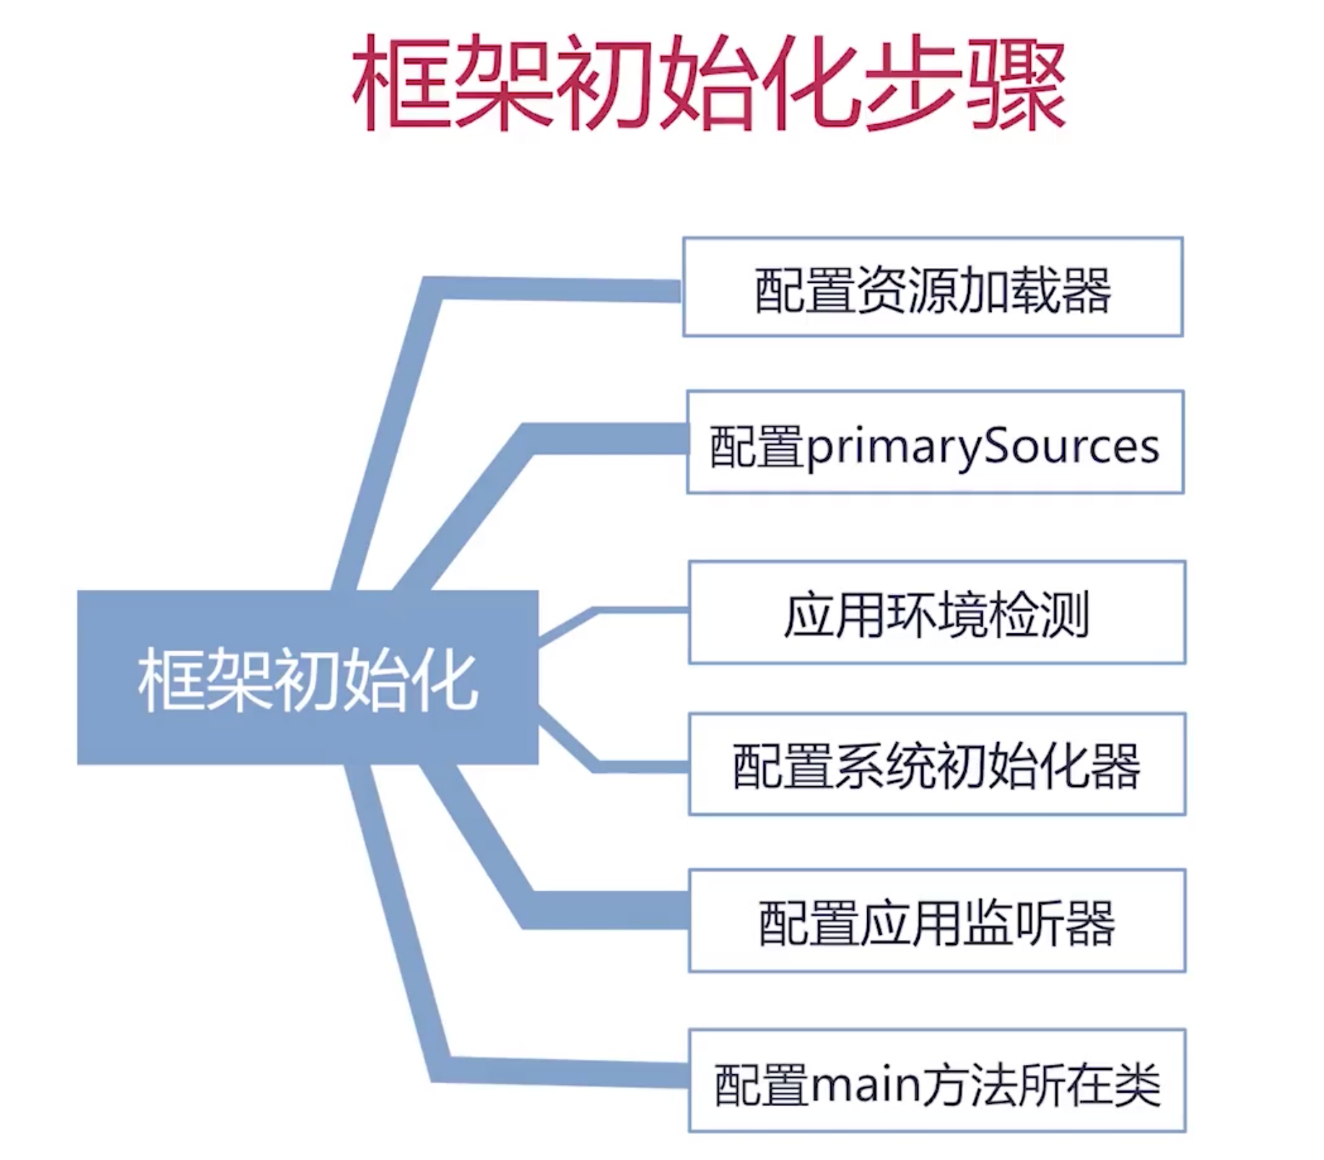 框架初始化步骤
框架初始化
配置资源加载器
配置primarySources
应用环境检测
配置系统初始化器
配置应用监听器
配置main方法所在类